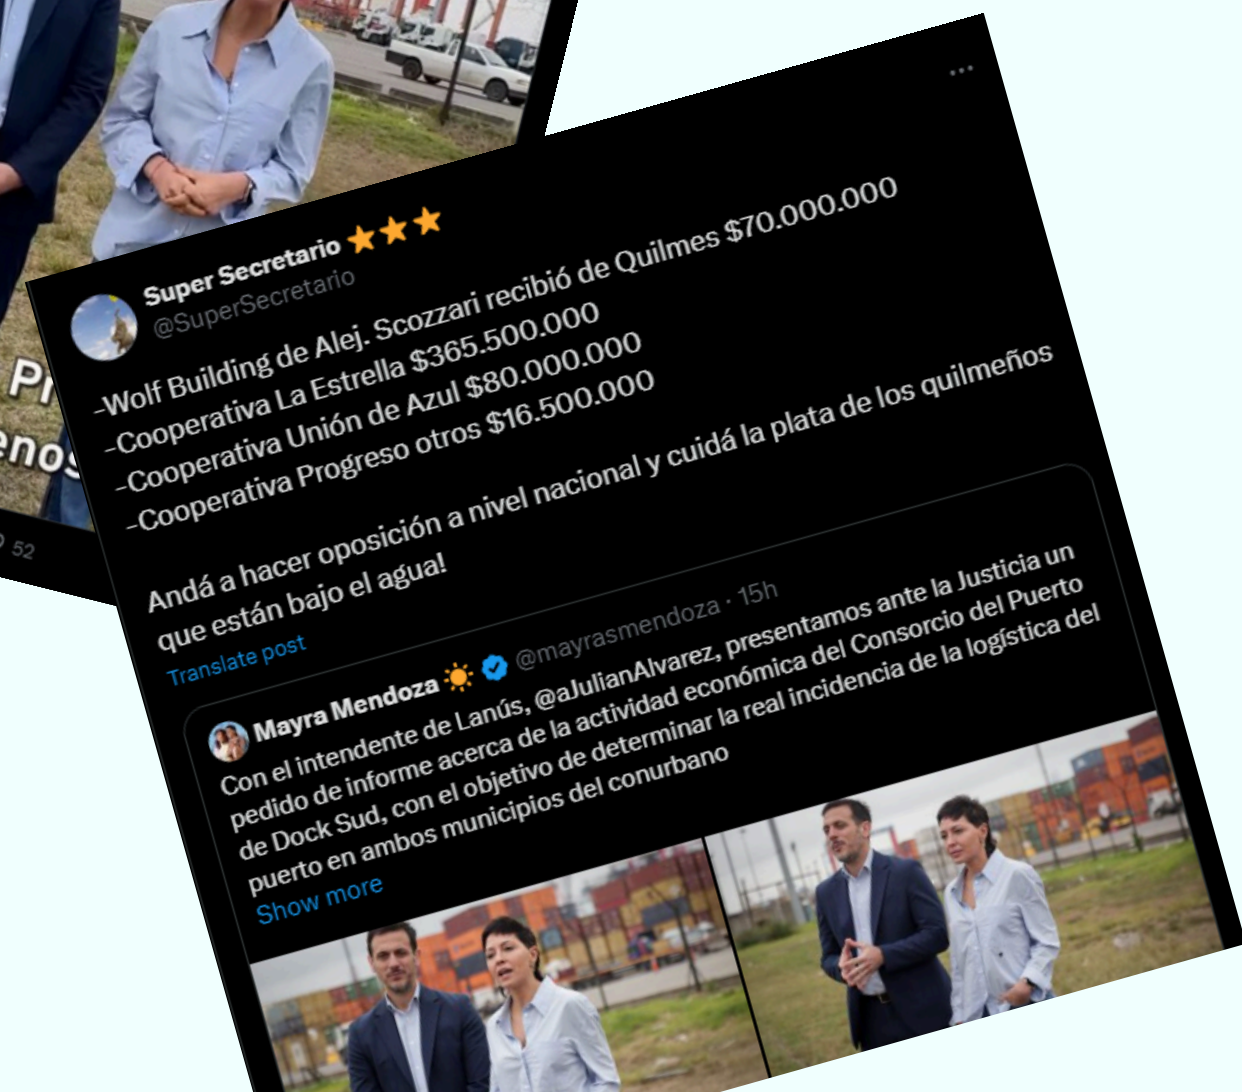 Super Secretario
@SuperSecretario
-Wolf Building de Alej. Scozzari recibió de Quilmes $70.000.000
-Cooperativa La Estrella $365.500.000
-Cooperativa Unión de Azul $80.000.000
-Cooperativa Progreso otros $16.500.000
Andá a hacer oposición a nivel nacional y cuidá la plata de los quilmeños
que están bajo el agua!
Translate post
Mayra Mendoza @mayrasmendoza · 15h
Con el intendente de Lanús, @aJulianAlvarez, presentamos ante la Justicia un
pedido de informe acerca de la actividad económica del Consorcio del Puerto
de Dock Sud, con el objetivo de determinar la real incidencia de la logística del
puerto en ambos municipios del conurbano
Show more
52